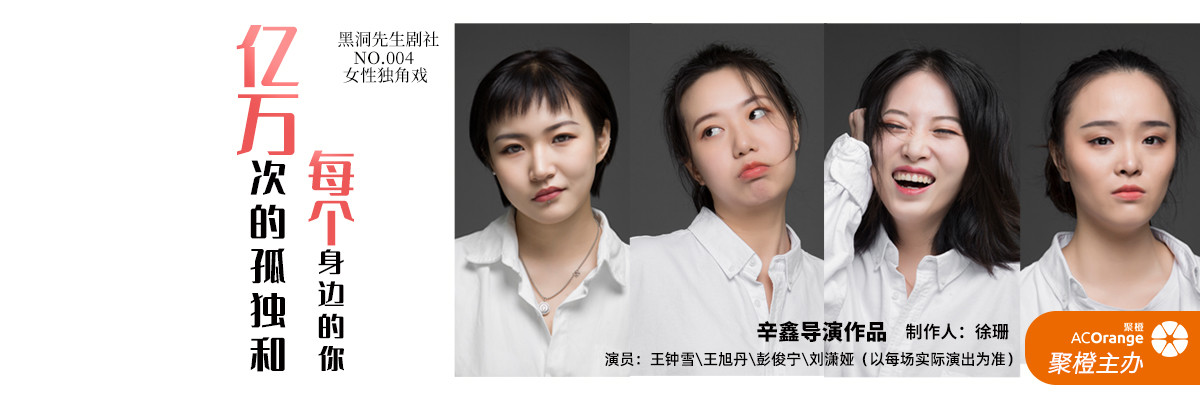 亿万次的孤独和
每个身边的你
黑洞先生剧社
NO.004
女性独角戏
辛鑫导演作品 制作人：徐珊
演员：王钟雪\王旭丹\彭俊宁\刘潇娅（以每场实际演出为准）
聚橙
ACOrange
聚橙主办